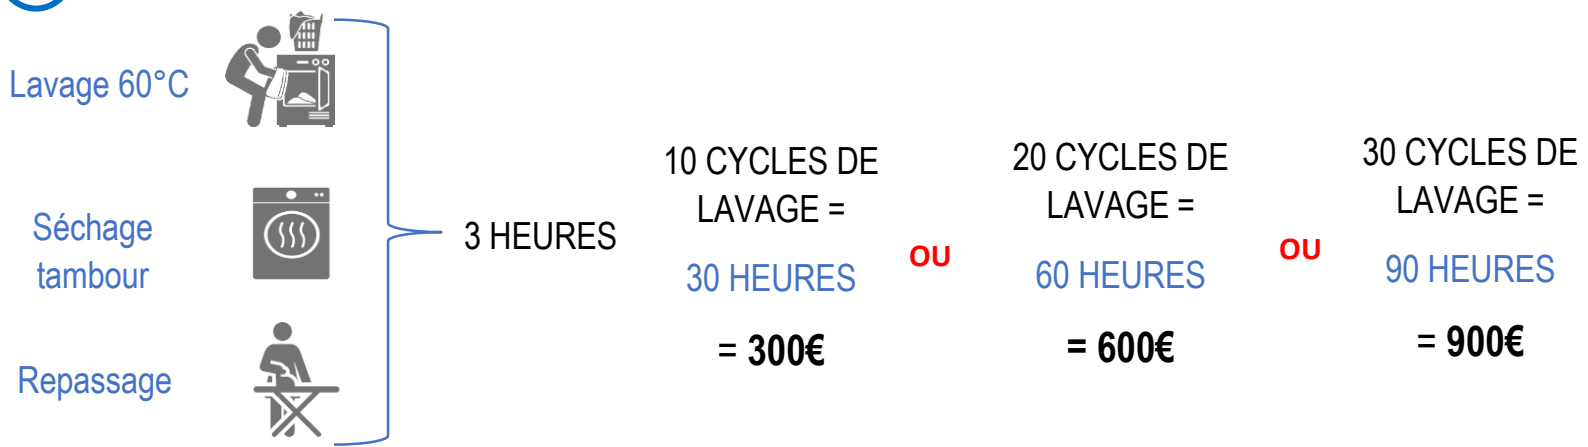 Lavage 60°C
Séchage
tambour
Repassage
3 HEURES
10 CYCLES DE
LAVAGE =
30 HEURES
= 300€
OU
20 CYCLES DE
LAVAGE =
60 HEURES
= 600€
OU
30 CYCLES DE
LAVAGE =
90 HEURES
= 900€